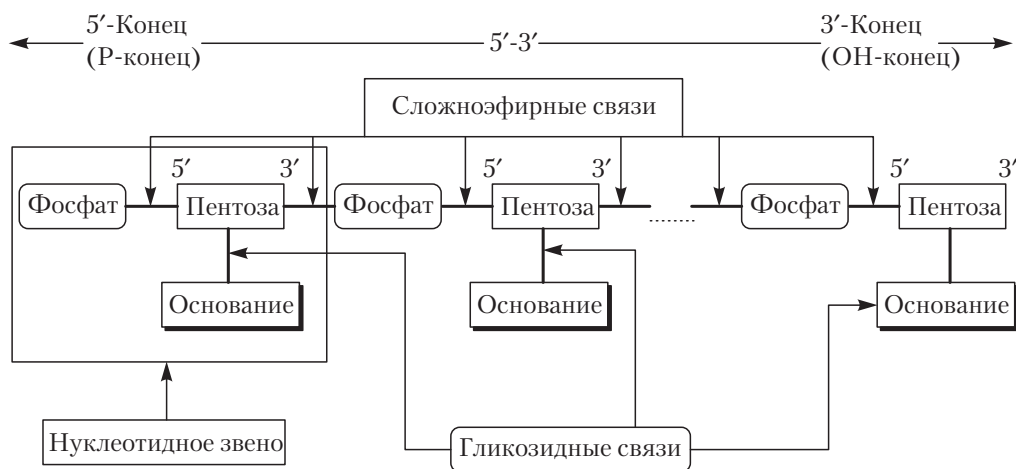 5′-Конец
(Р-конец)
5′-3′
3′-Конец
(ОН-конец)
Сложноэфирные связи
5′ 3′ 5′ 3′ 5′ 3′
Фосфат Пентоза Фосфат Пентоза Фосфат Пентоза
Основание Основание Основание
Нуклеотидное звено Гликозидные связи